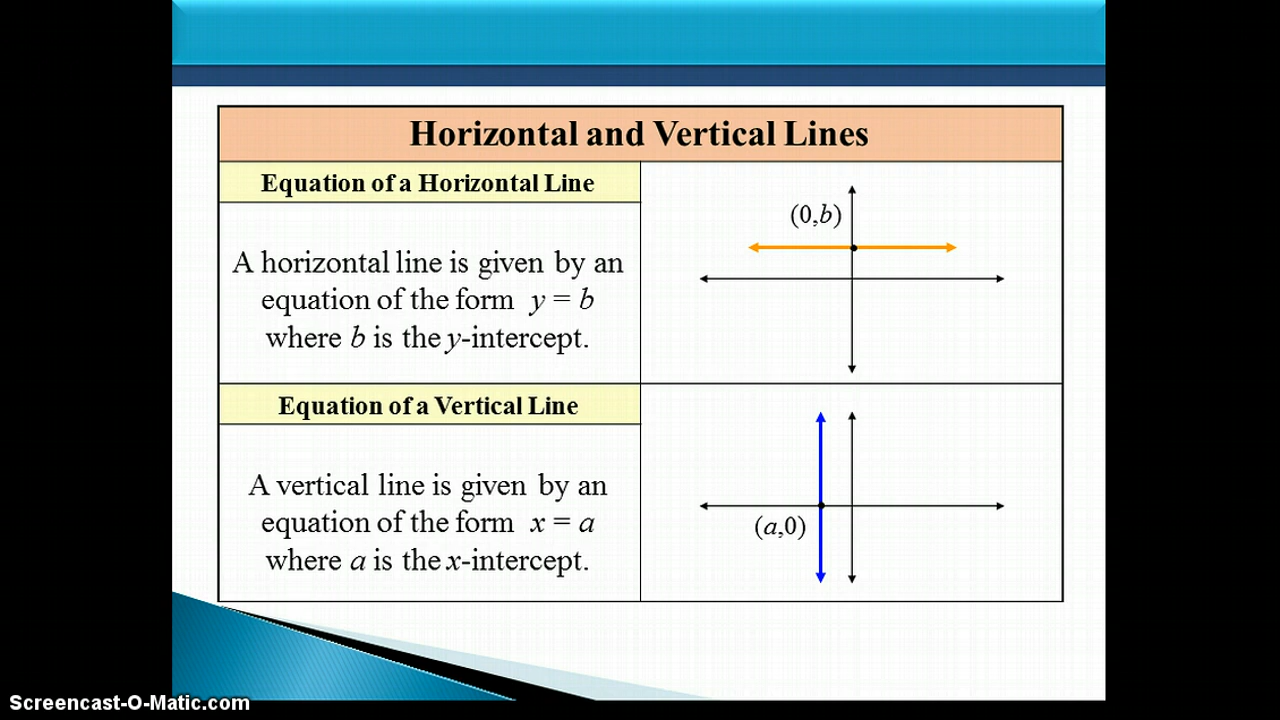 Horizontal and Vertical Lines
Equation of a Horizontal Line
(0,b)
A horizontal line is given by an
equation of the form y = b
where b is the y-intercept.
Equation of a Vertical Line
A vertical line is given by an
equation of the form x = a
where a is the x-intercept.
(a,0)
Screencast-O-Matic.com